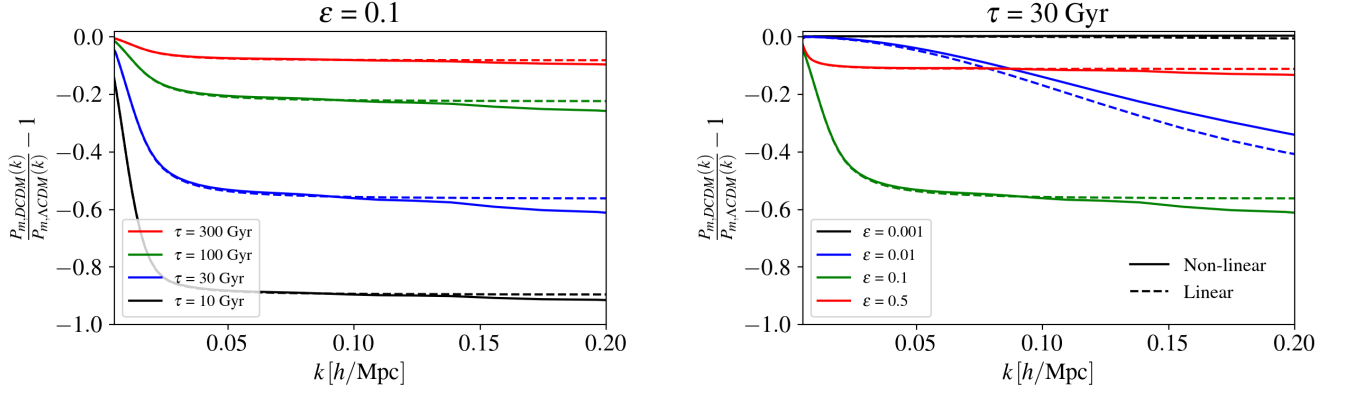 ε = 0.1
0.0
−0.2
−0.4
−0.6
−0.8
−1.0
P_{m,DCDM}(k)/P_{m,ΛCDM}(k) − 1
τ = 300 Gyr
τ = 100 Gyr
τ = 30 Gyr
τ = 10 Gyr
0.05 0.10 0.15 0.20
k [h/Mpc]
τ = 30 Gyr
0.0
−0.2
−0.4
−0.6
−0.8
−1.0
P_{m,DCDM}(k)/P_{m,ΛCDM}(k) − 1
ε = 0.001
ε = 0.01
ε = 0.1
ε = 0.5
Non-linear
Linear
0.05 0.10 0.15 0.20
k [h/Mpc]